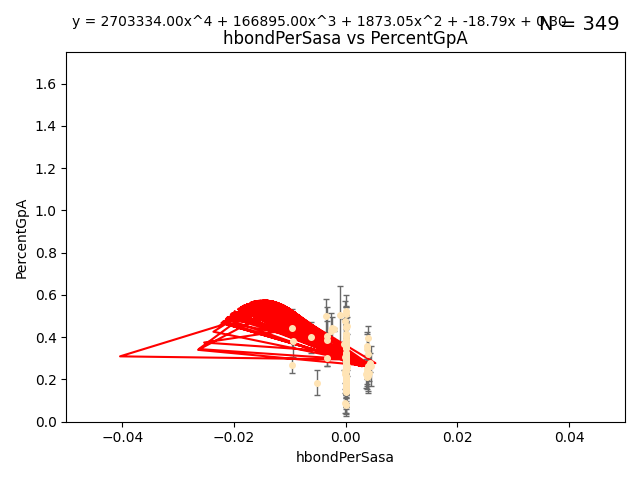 y = 2703334.00x^4 + 166895.00x^3 + 1873.05x^2 + -18.79x + 0.30
N = 349
hbondPerSasa vs PercentGpA
1.6
1.4
1.2
1.0
0.8
0.6
0.4
0.2
0.0
PercentGpA
−0.04 −0.02 0.00 0.02 0.04
hbondPerSasa